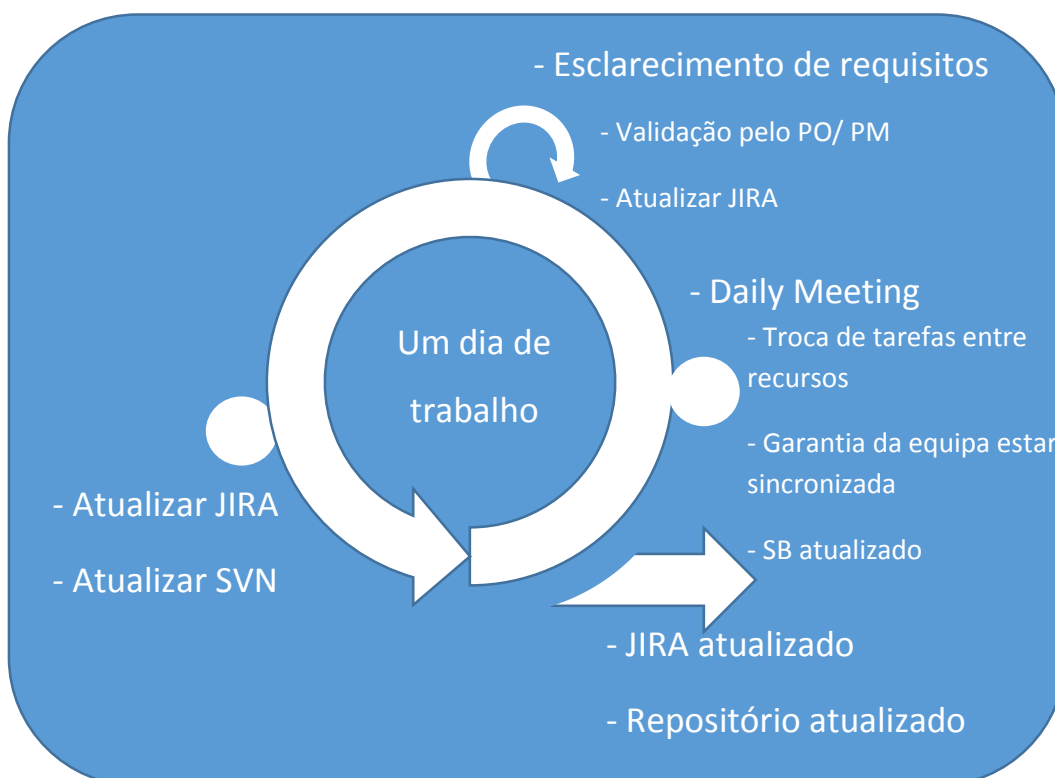 - Esclarecimento de requisitos
- Validação pelo PO/ PM
- Atualizar JIRA
- Daily Meeting
- Troca de tarefas entre
recursos
- Garantia da equipa estar
sincronizada
- SB atualizado
Um dia de
trabalho
- Atualizar JIRA
- Atualizar SVN
- JIRA atualizado
- Repositório atualizado